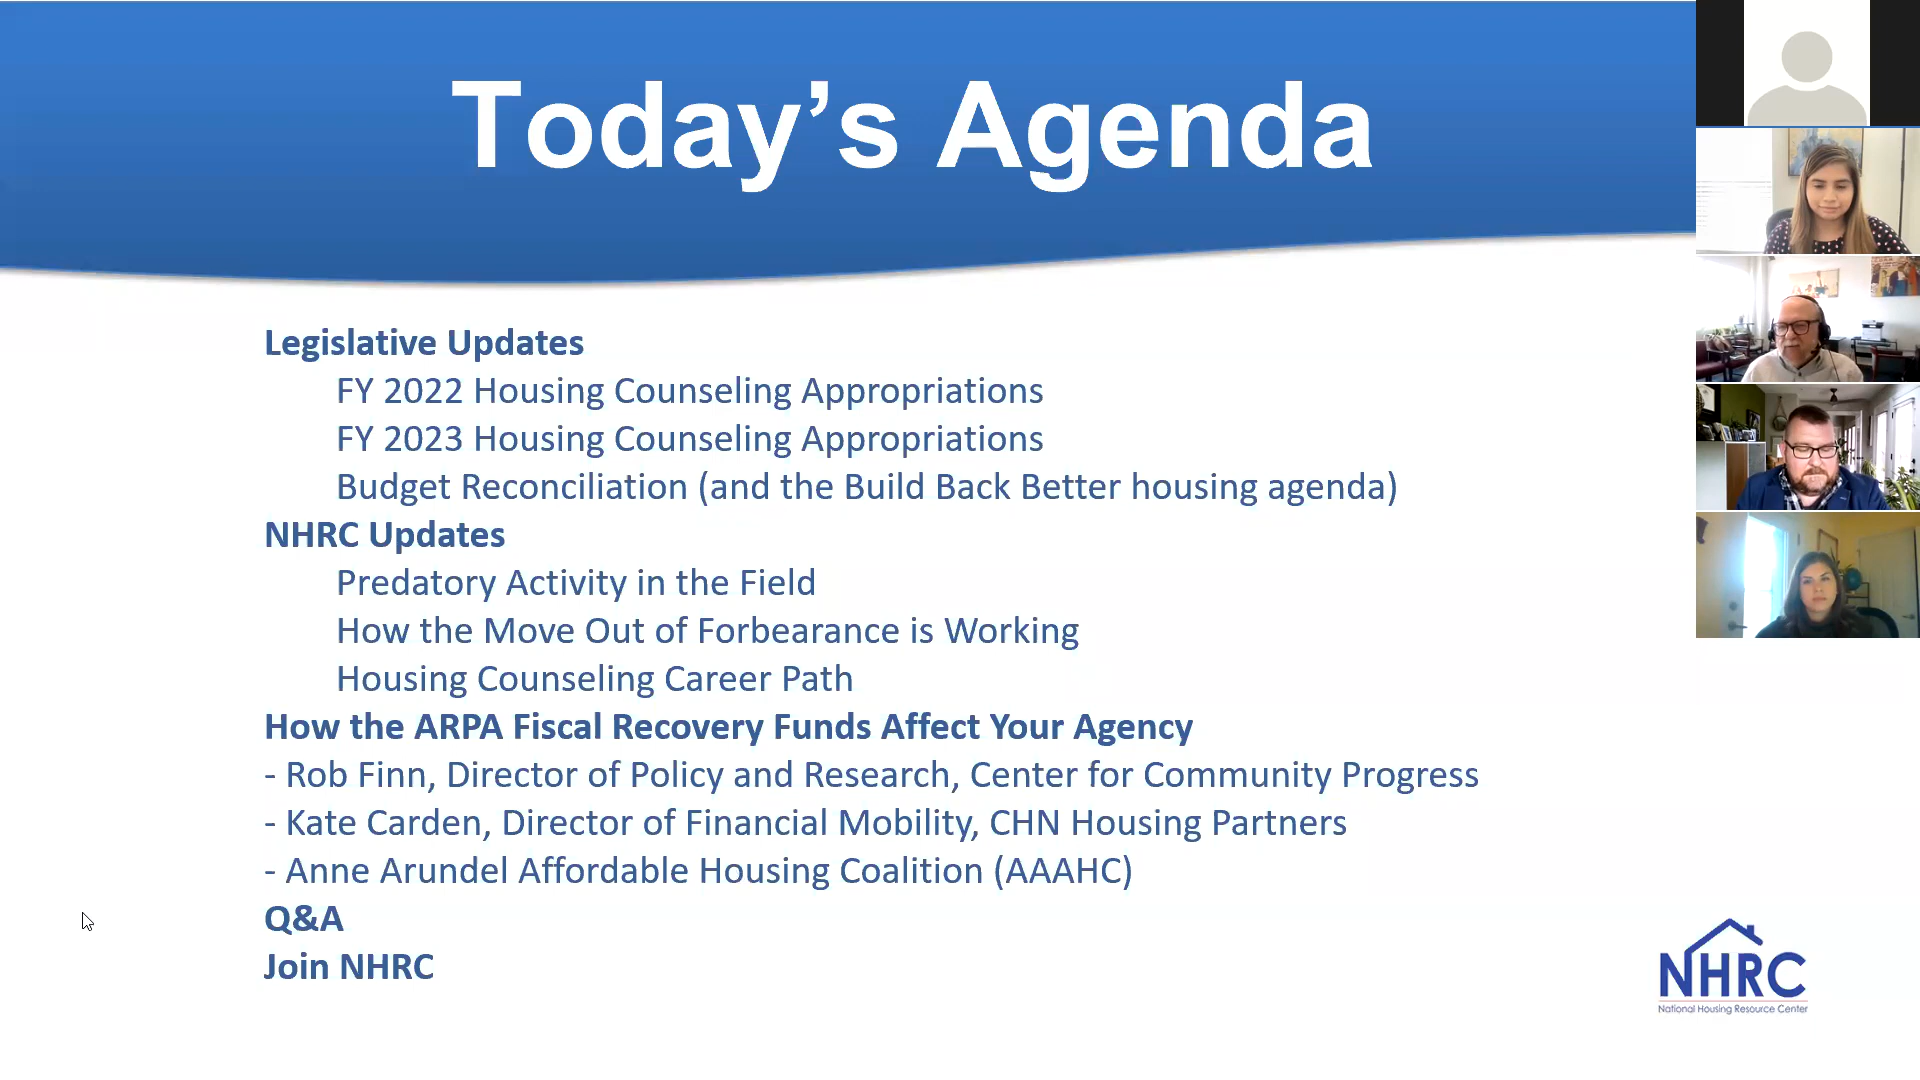 Today’s Agenda
Legislative Updates
FY 2022 Housing Counseling Appropriations
FY 2023 Housing Counseling Appropriations
Budget Reconciliation (and the Build Back Better housing agenda)
NHRC Updates
Predatory Activity in the Field
How the Move Out of Forbearance is Working
Housing Counseling Career Path
How the ARPA Fiscal Recovery Funds Affect Your Agency
- Rob Finn, Director of Policy and Research, Center for Community Progress
- Kate Carden, Director of Financial Mobility, CHN Housing Partners
- Anne Arundel Affordable Housing Coalition (AAAHC)
Q&A
Join NHRC
NHRC
National Housing Resource Center